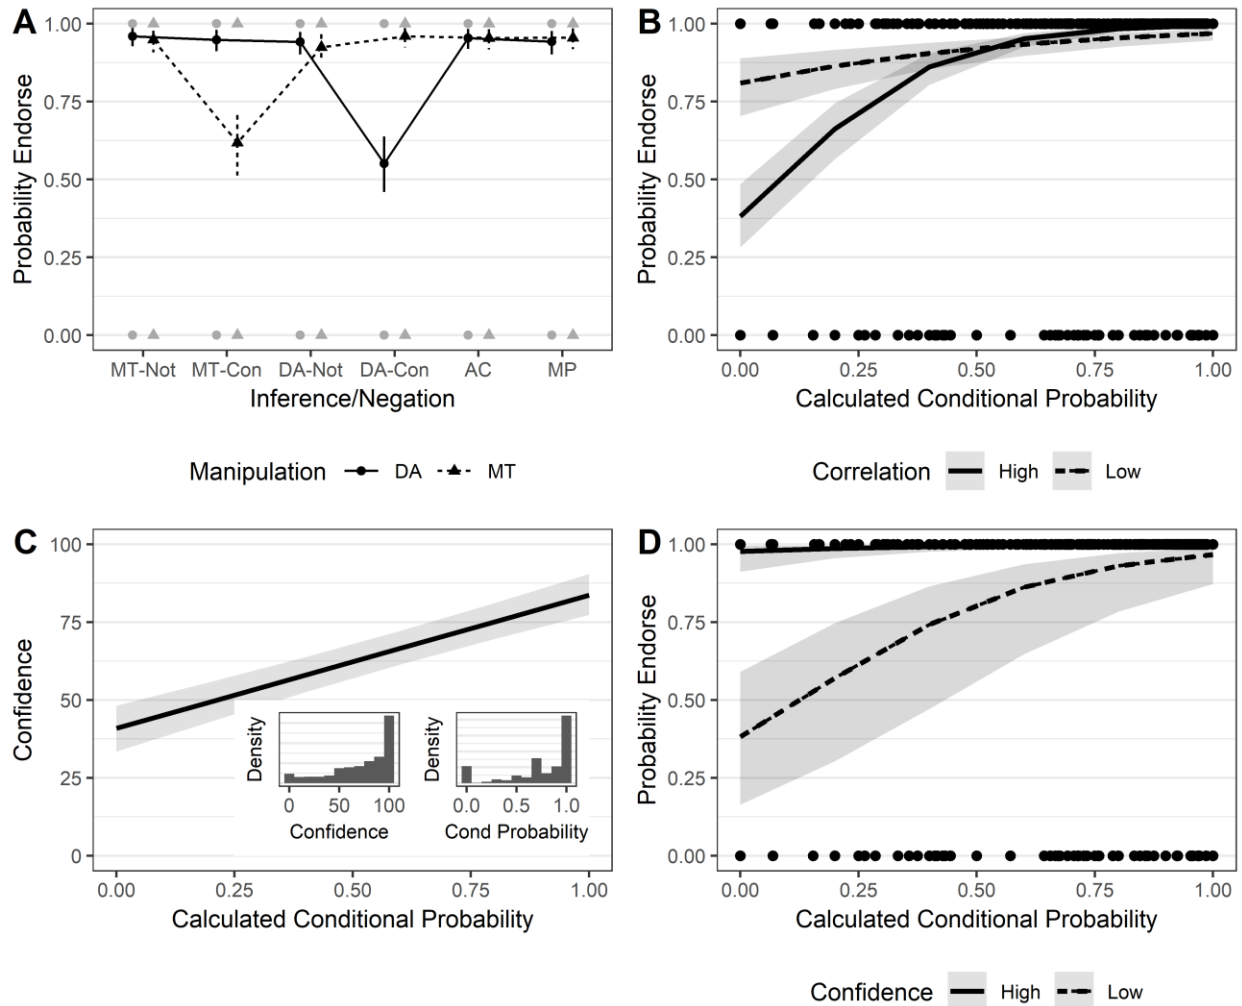 A
Probability Endorse
1.00
0.75
0.50
0.25
0.00
MT-Not MT-Con DA-Not DA-Con AC MP
Inference/Negation
Manipulation DA MT
B
Probability Endorse
1.00
0.75
0.50
0.25
0.00
0.00 0.25 0.50 0.75 1.00
Calculated Conditional Probability
Correlation High Low
C
Confidence
100
75
50
25
0
Density
0 50 100
Confidence
Density
0.0 0.5 1.0
Cond Probability
0.00 0.25 0.50 0.75 1.00
Calculated Conditional Probability
D
Probability Endorse
1.00
0.75
0.50
0.25
0.00
0.00 0.25 0.50 0.75 1.00
Calculated Conditional Probability
Confidence High Low